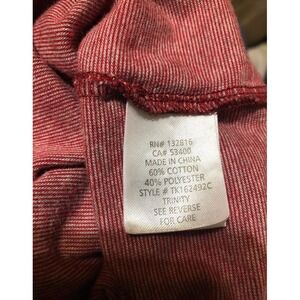 RN# 132816
CA# 53400
MADE IN CHINA
60% COTTON
40% POLYESTER
STYLE # TK162492C
TRINITY
SEE REVERSE
FOR CARE